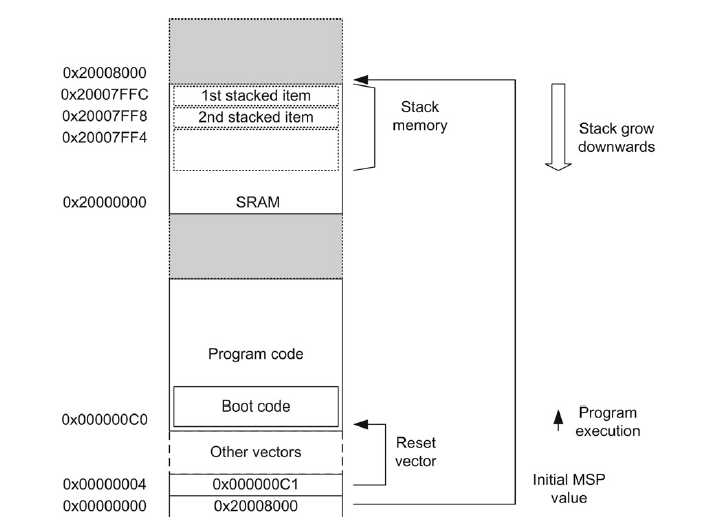 0x20008000
0x20007FFC
1st stacked item
0x20007FF8
2nd stacked item
0x20007FF4
Stack
memory
Stack grow
downwards
0x20000000
SRAM
Program code
Boot code
0x000000C0
Program
execution
Other vectors
Reset
vector
0x00000004
0x000000C1
Initial MSP
value
0x00000000
0x20008000